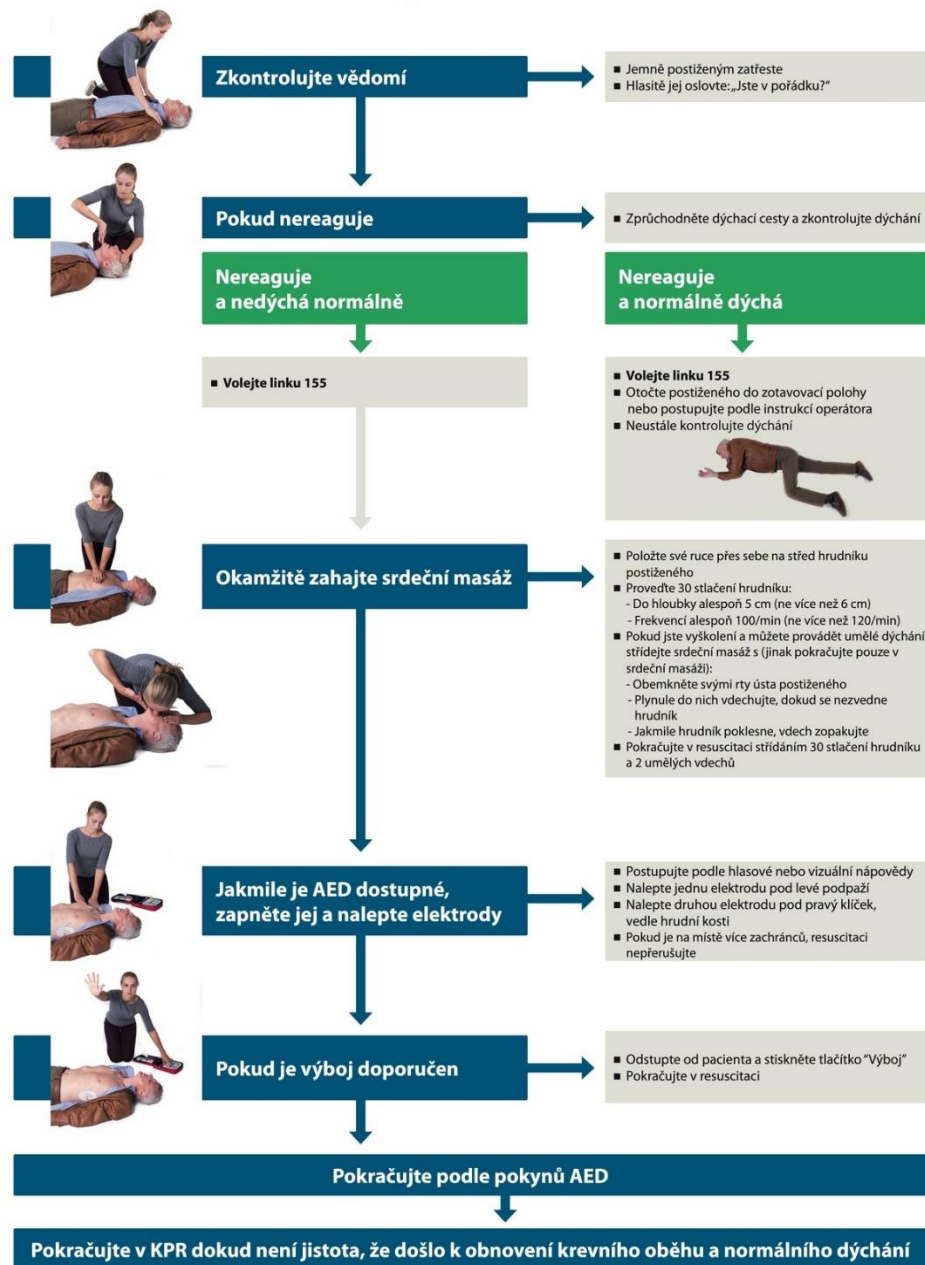 Zkontrolujte vědomí
■ Jemně postiženým zatřeste
■ Hlasitě jej oslovte: „Jste v pořádku?“
Pokud nereaguje
■ Zprůchodněte dýchací cesty a zkontrolujte dýchání
Nereaguje
a nedýchá normálně
Nereaguje
a normálně dýchá
■ Volejte linku 155
■ Volejte linku 155
■ Otočte postiženého do zotavovací polohy
nebo postupujte podle instrukcí operátora
■ Neustále kontrolujte dýchání
Okamžitě zahajte srdeční masáž
■ Položte své ruce přes sebe na střed hrudníku
postiženého
■ Proveďte 30 stlačení hrudníku:
- Do hloubky alespoň 5 cm (ne více než 6 cm)
- Frekvencí alespoň 100/min (ne více než 120/min)
■ Pokud jste vyškolení a můžete provádět umělé dýchání
střídejte srdeční masáž s (jinak pokračujte pouze v
srdeční masáži):
- Obemkněte svými rty ústa postiženého
- Plynule do nich vdechujte, dokud se nezvedne
hrudník
- Jakmile hrudník poklesne, vdech zopakujte
■ Pokračujte v resuscitaci střídáním 30 stlačení hrudníku
a 2 umělých vdechů
Jakmile je AED dostupné,
zapněte jej a nalepte elektrody
■ Postupujte podle hlasové nebo vizuální nápovědy
■ Nalepte jednu elektrodu pod levé podpaží
■ Nalepte druhou elektrodu pod pravý klíček,
vedle hrudní kosti
■ Pokud je na místě více zachránců, resuscitaci
nepřerušujte
Pokud je výboj doporučen
■ Odstupte od pacienta a stiskněte tlačítko “Výboj”
■ Pokračujte v resuscitaci
Pokračujte podle pokynů AED
Pokračujte v KPR dokud není jistota, že došlo k obnovení krevního oběhu a normálního dýchání